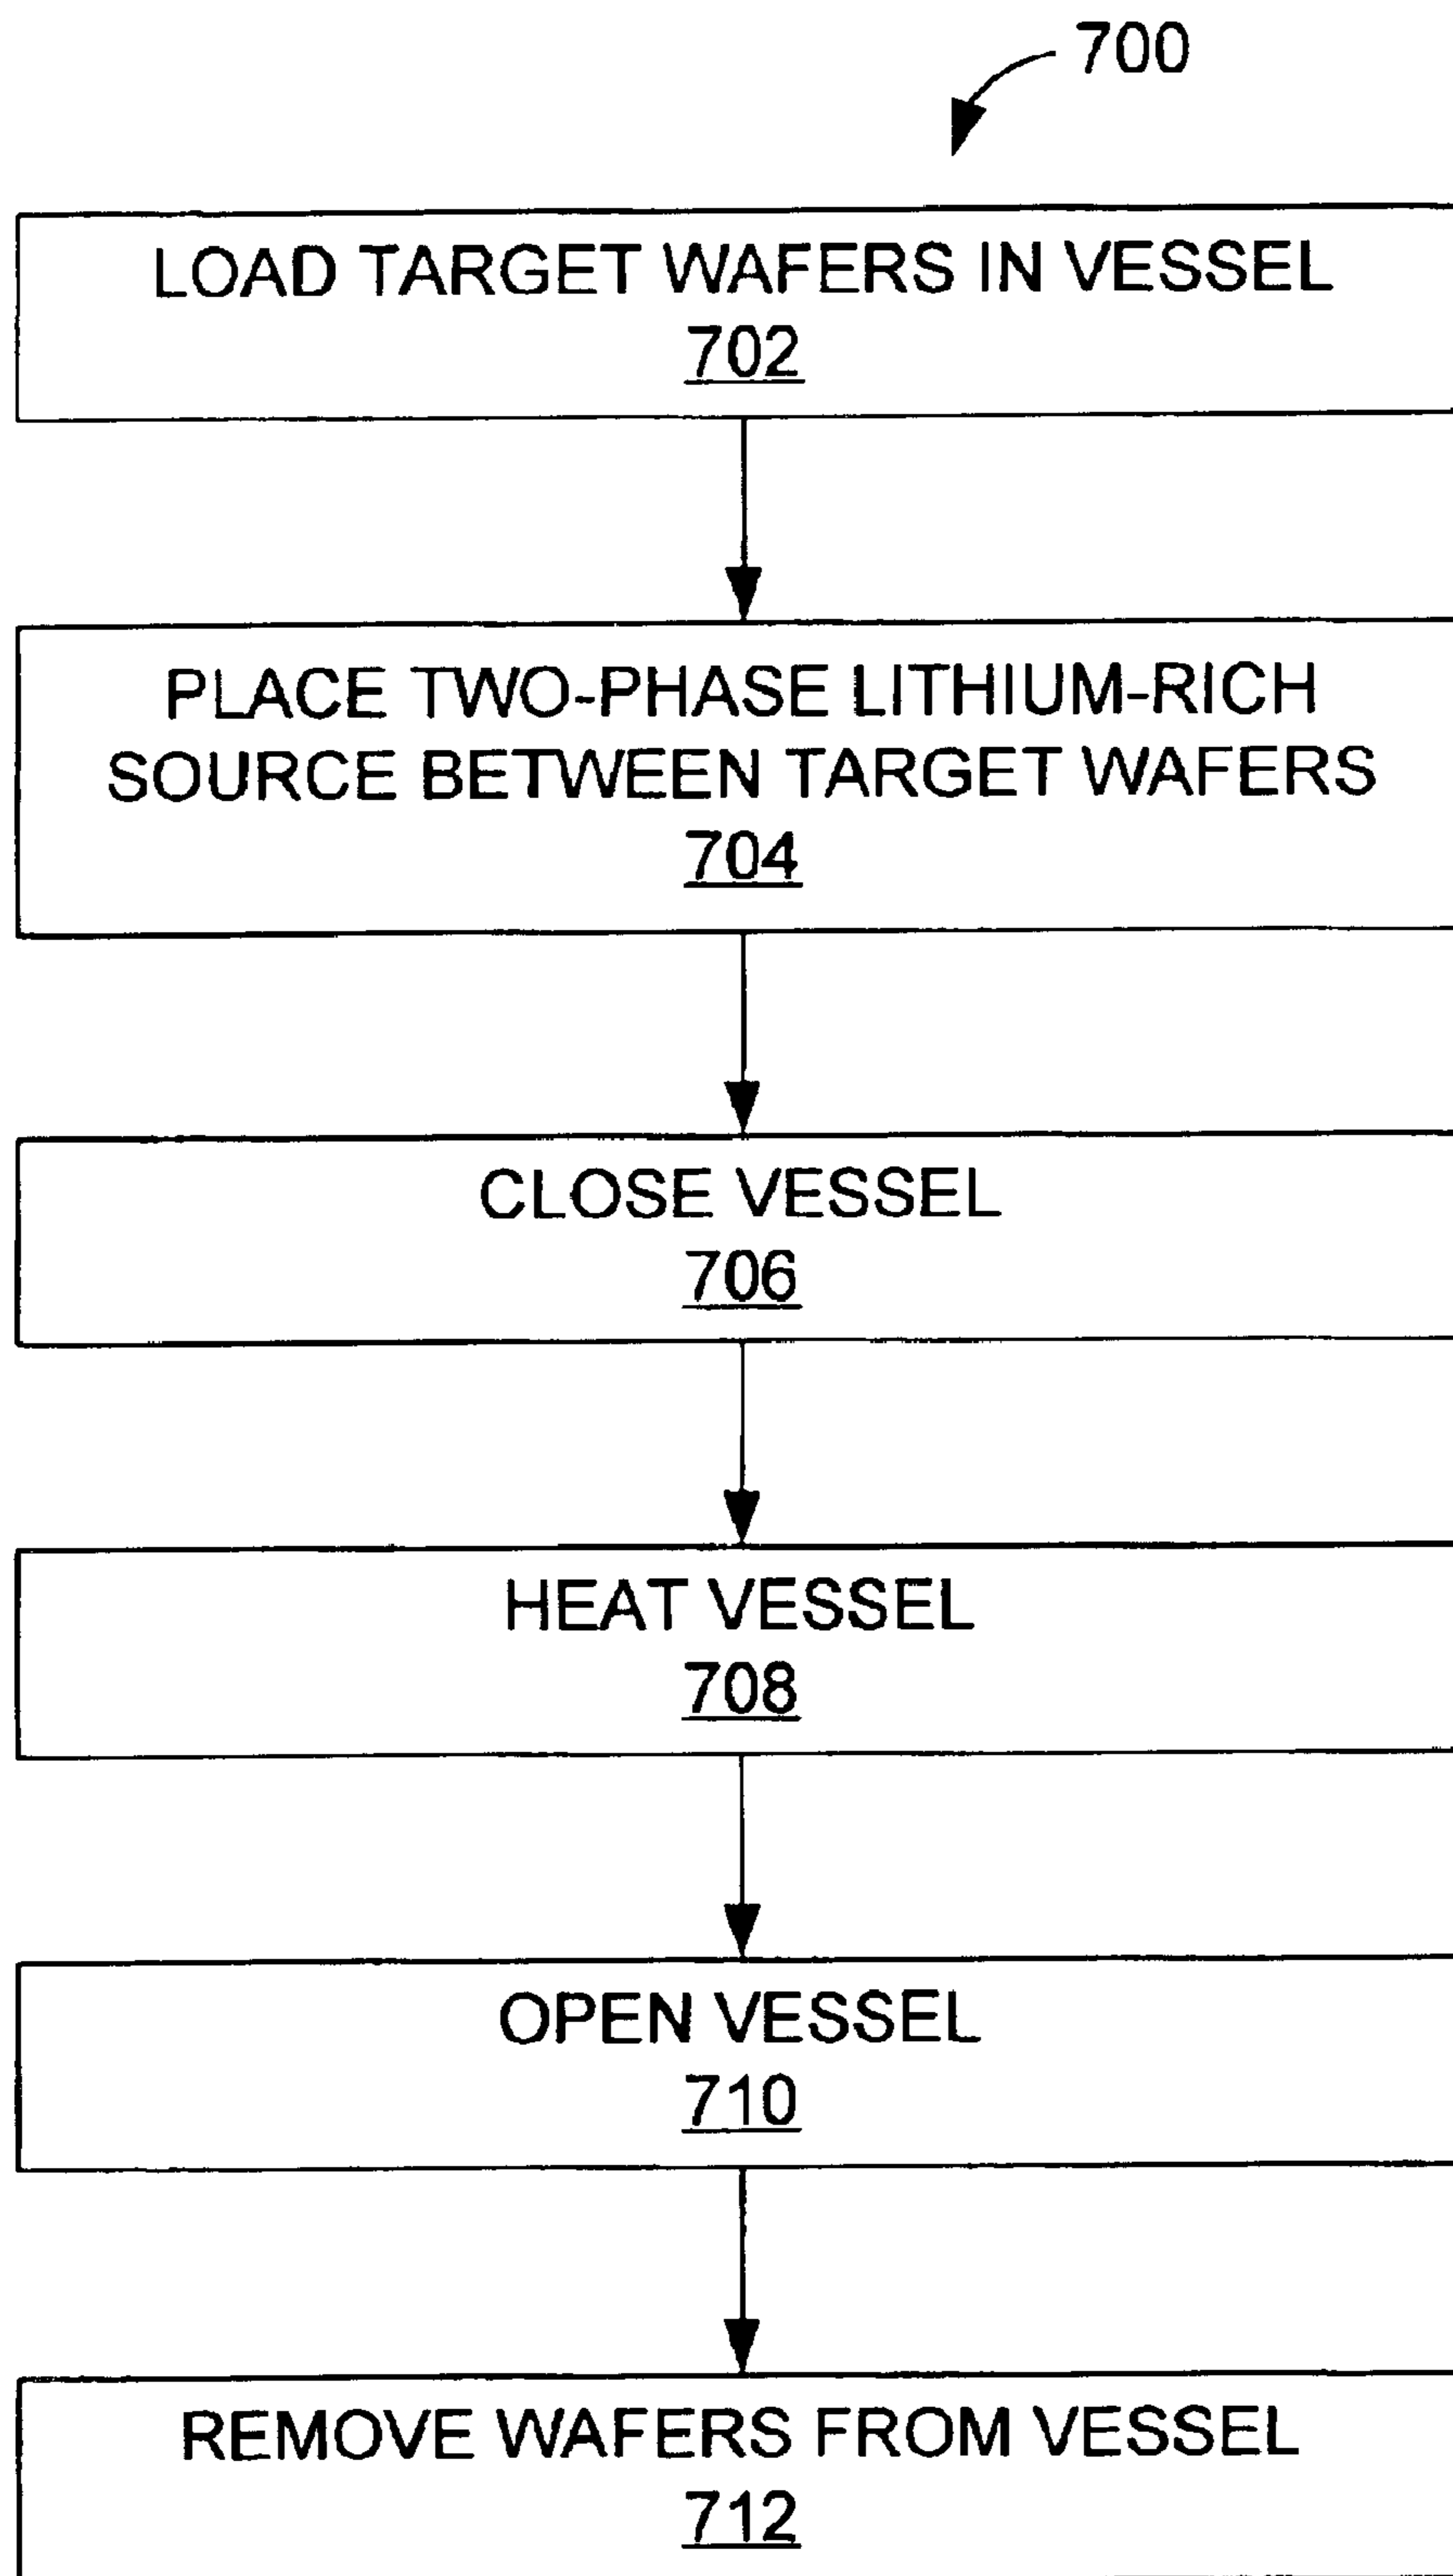 700
LOAD TARGET WAFERS IN VESSEL
702
PLACE TWO-PHASE LITHIUM-RICH
SOURCE BETWEEN TARGET WAFERS
704
CLOSE VESSEL
706
HEAT VESSEL
708
OPEN VESSEL
710
REMOVE WAFERS FROM VESSEL
712